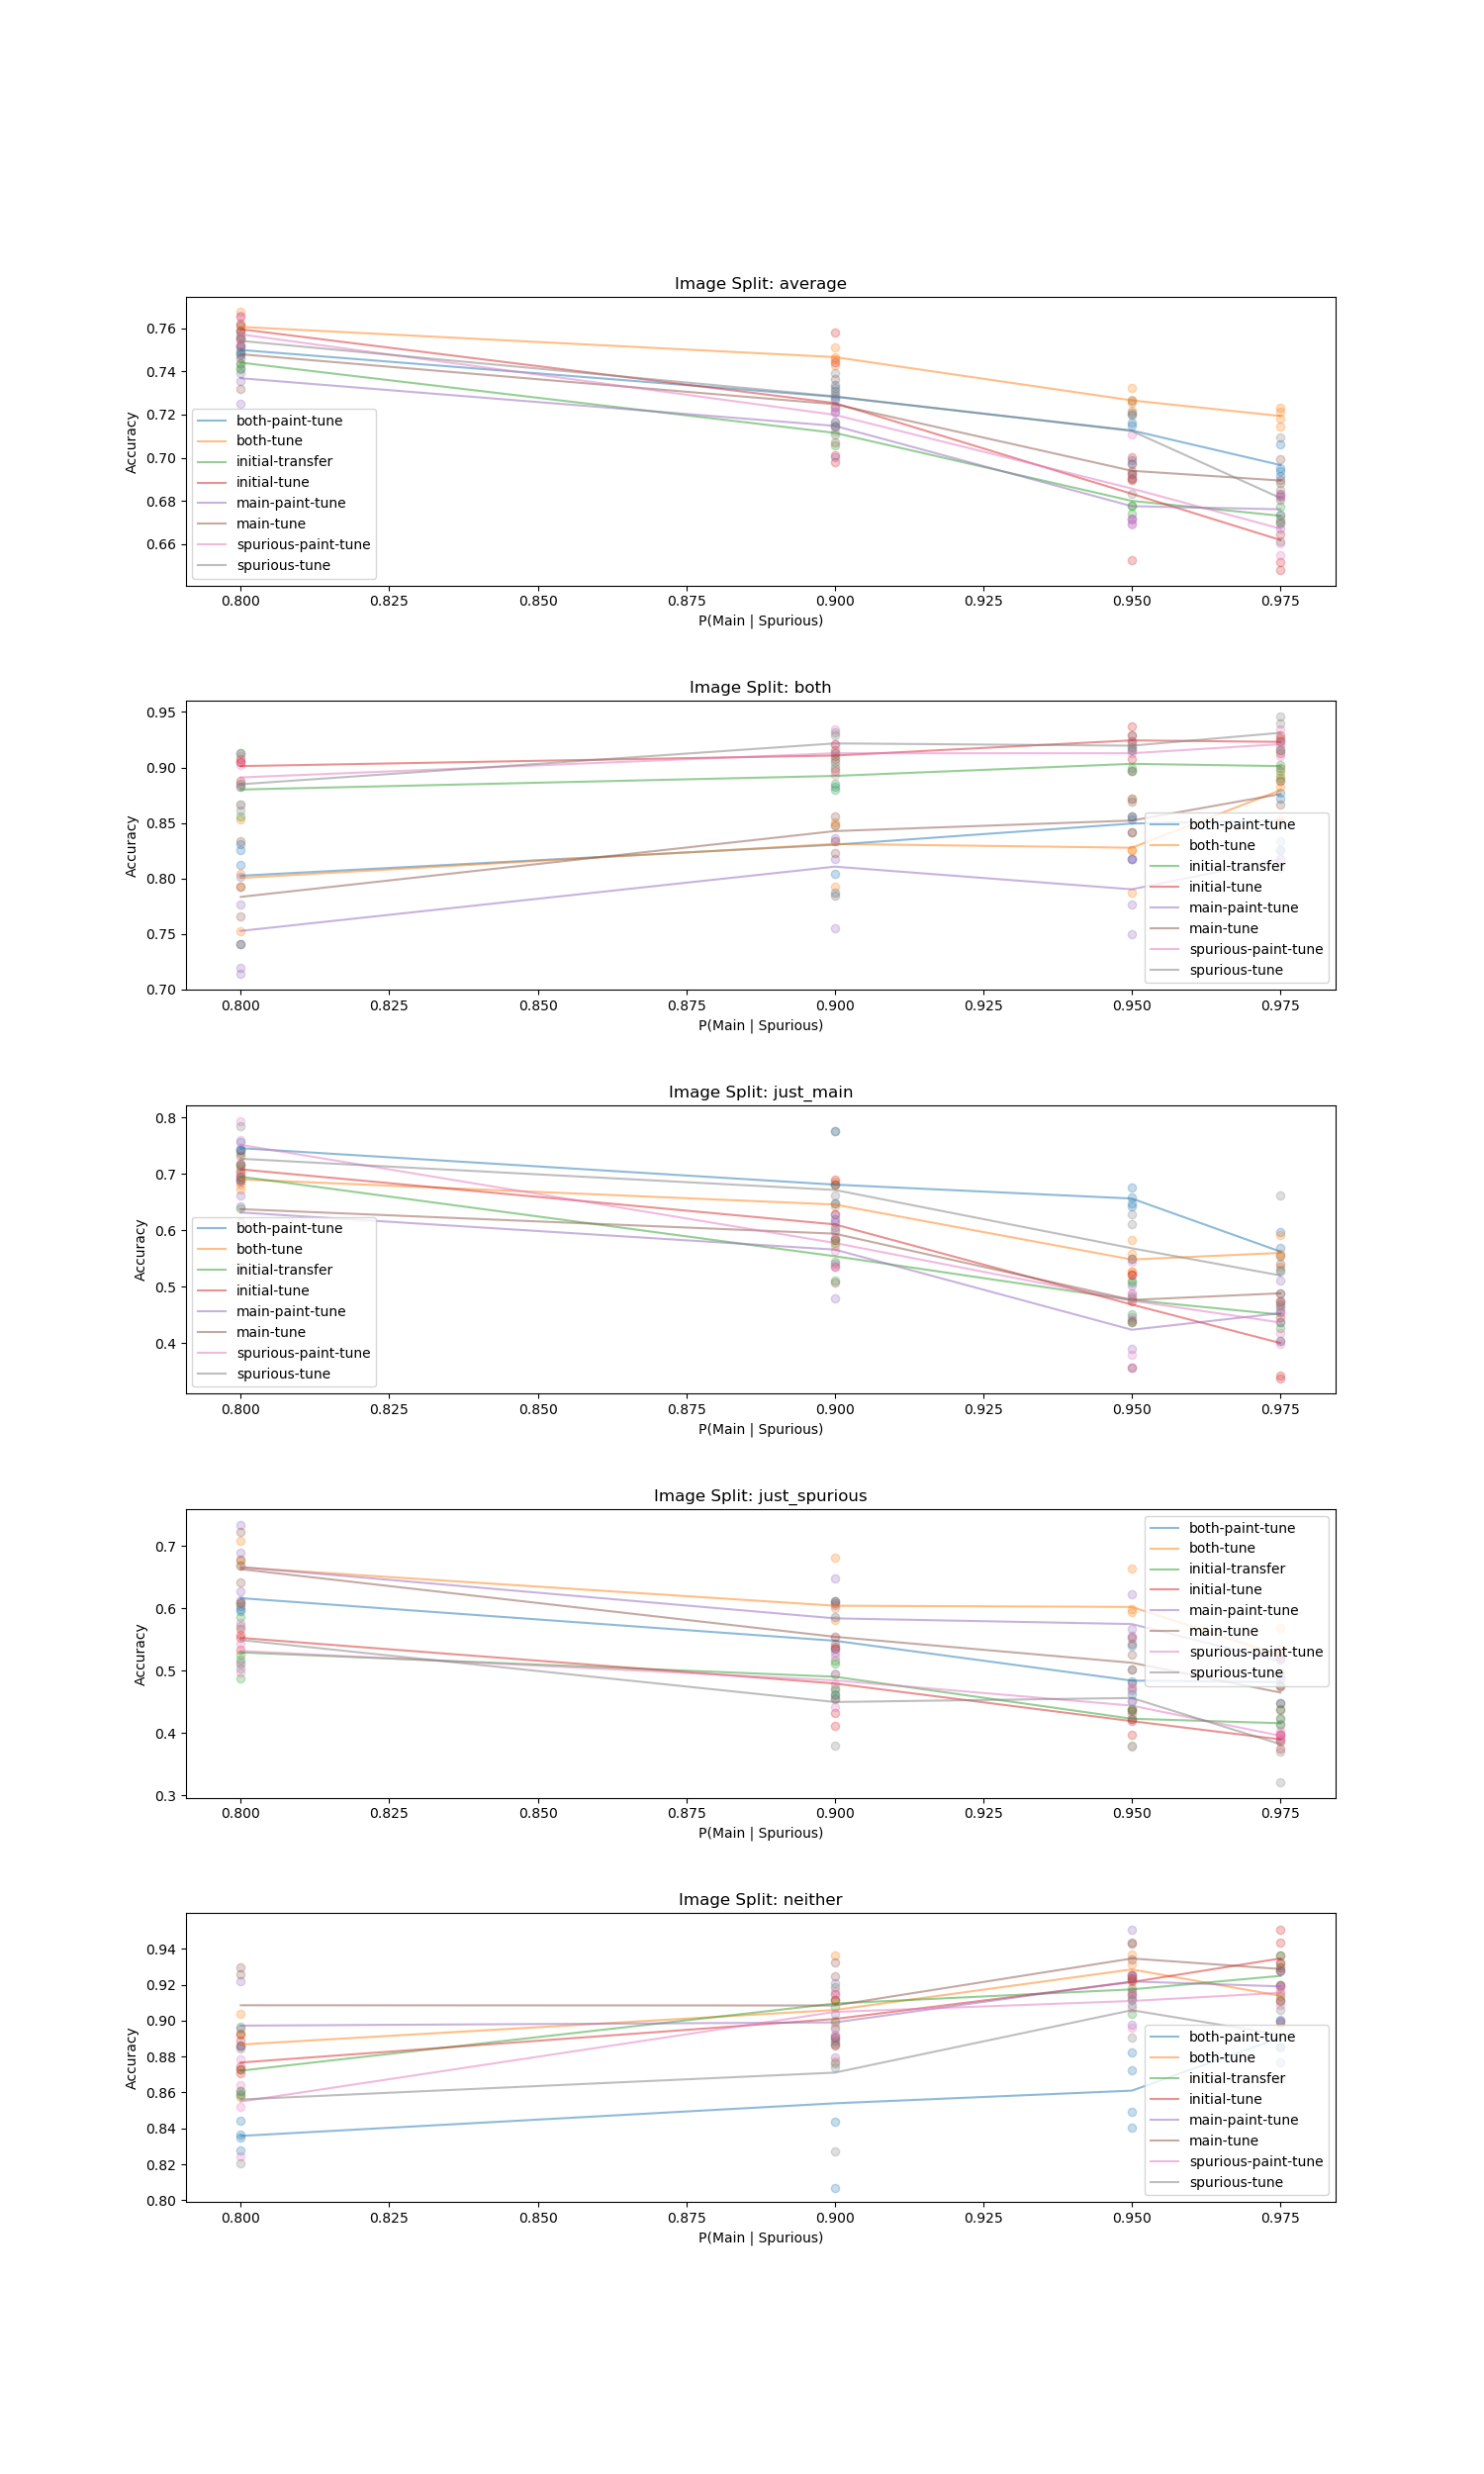 Image Split: average
Accuracy
0.76
0.74
0.72
0.70
0.68
0.66
both-paint-tune
both-tune
initial-transfer
initial-tune
main-paint-tune
main-tune
spurious-paint-tune
spurious-tune
0.800 0.825 0.850 0.875 0.900 0.925 0.950 0.975
P(Main | Spurious)
Image Split: both
Accuracy
0.95
0.90
0.85
0.80
0.75
0.70
both-paint-tune
both-tune
initial-transfer
initial-tune
main-paint-tune
main-tune
spurious-paint-tune
spurious-tune
0.800 0.825 0.850 0.875 0.900 0.925 0.950 0.975
P(Main | Spurious)
Image Split: just_main
Accuracy
0.8
0.7
0.6
0.5
0.4
both-paint-tune
both-tune
initial-transfer
initial-tune
main-paint-tune
main-tune
spurious-paint-tune
spurious-tune
0.800 0.825 0.850 0.875 0.900 0.925 0.950 0.975
P(Main | Spurious)
Image Split: just_spurious
Accuracy
0.7
0.6
0.5
0.4
0.3
both-paint-tune
both-tune
initial-transfer
initial-tune
main-paint-tune
main-tune
spurious-paint-tune
spurious-tune
0.800 0.825 0.850 0.875 0.900 0.925 0.950 0.975
P(Main | Spurious)
Image Split: neither
Accuracy
0.94
0.92
0.90
0.88
0.86
0.84
0.82
0.80
both-paint-tune
both-tune
initial-transfer
initial-tune
main-paint-tune
main-tune
spurious-paint-tune
spurious-tune
0.800 0.825 0.850 0.875 0.900 0.925 0.950 0.975
P(Main | Spurious)